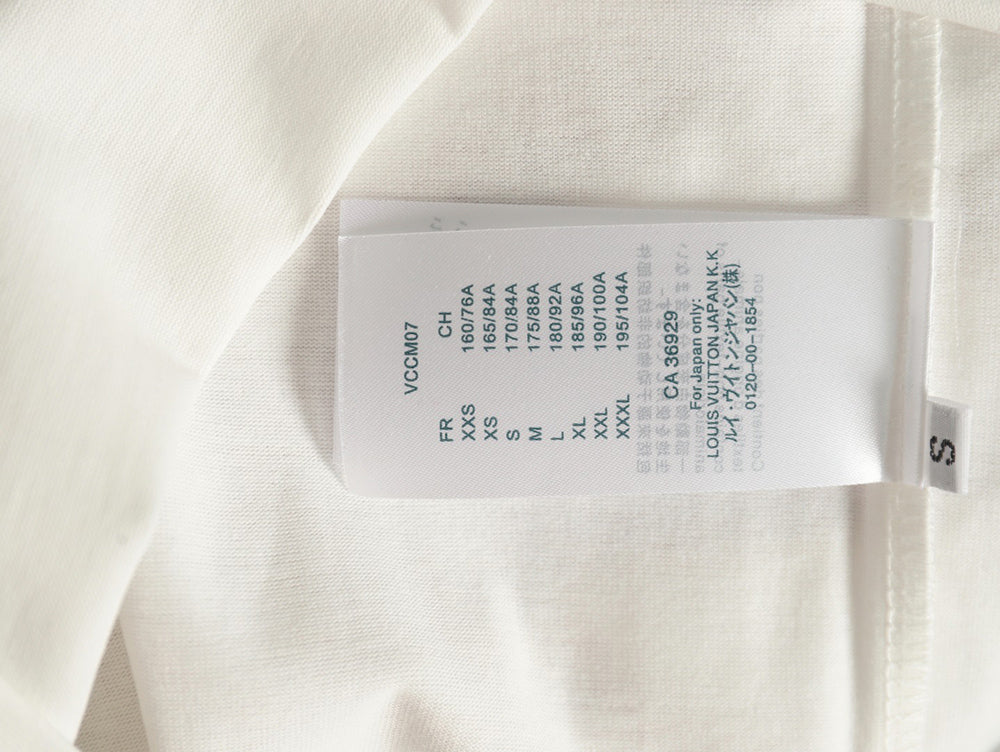 VCCM07
FR CH
XXS 160/76A
XS 165/84A
S 170/84A
M 175/88A
L 180/92A
XL 185/96A
XXL 190/100A
XXXL 195/104A
CA 36929
For Japan only:
LOUIS VUITTON JAPAN K.K
ルイ・ヴィトンジャパン(株)
0120-00-1854
S